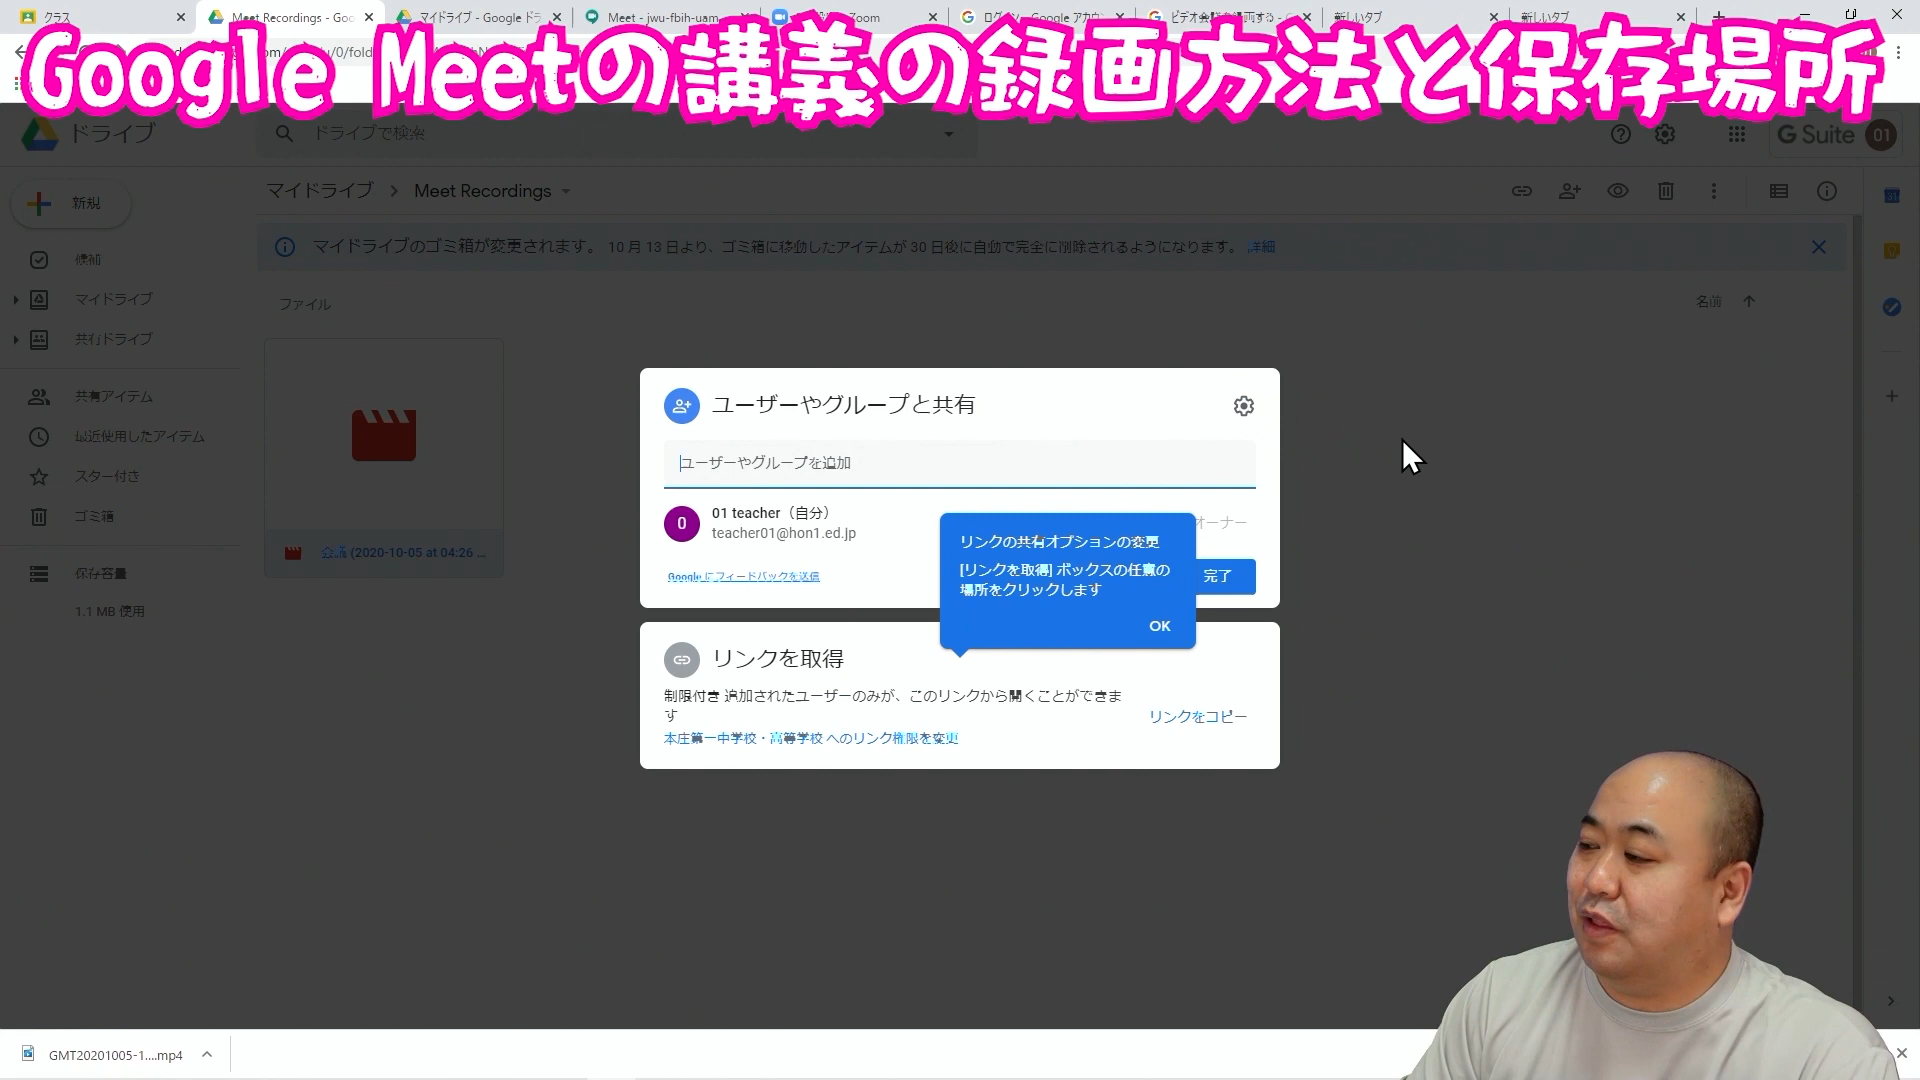 クラス
Meet Recordings - Goo
マイドライブ - Google ドラ
Meet - jwu-fbih-uam
Zoom
新しいタブ
新しいタブ
Google Meetの講義の録画方法と保存場所
ドライブ
ドライブで検索
G Suite
01
新規
マイドライブ
Meet Recordings
マイドライブのゴミ箱が変更されます。 10 月 13 日より、ゴミ箱に移動したアイテムが 30 日後に自動で完全に削除されるようになります。 詳細
候補
マイドライブ
共有ドライブ
共有アイテム
最近使用したアイテム
スター付き
ゴミ箱
保存容量
1.1 MB 使用
ファイル
名前
会議 (2020-10-05 at 04:26 ...
ユーザーやグループと共有
ユーザーやグループを追加
01 teacher（自分）
teacher01@hon1.ed.jp
オーナー
Google にフィードバックを送信
完了
リンクの共有オプションの変更
[リンクを取得] ボックスの任意の
場所をクリックします
OK
リンクを取得
制限付き 追加されたユーザーのみが、このリンクから開くことができま
す
リンクをコピー
本庄第一中学校・高等学校 へのリンク権限を変更
GMT20201005-1....mp4